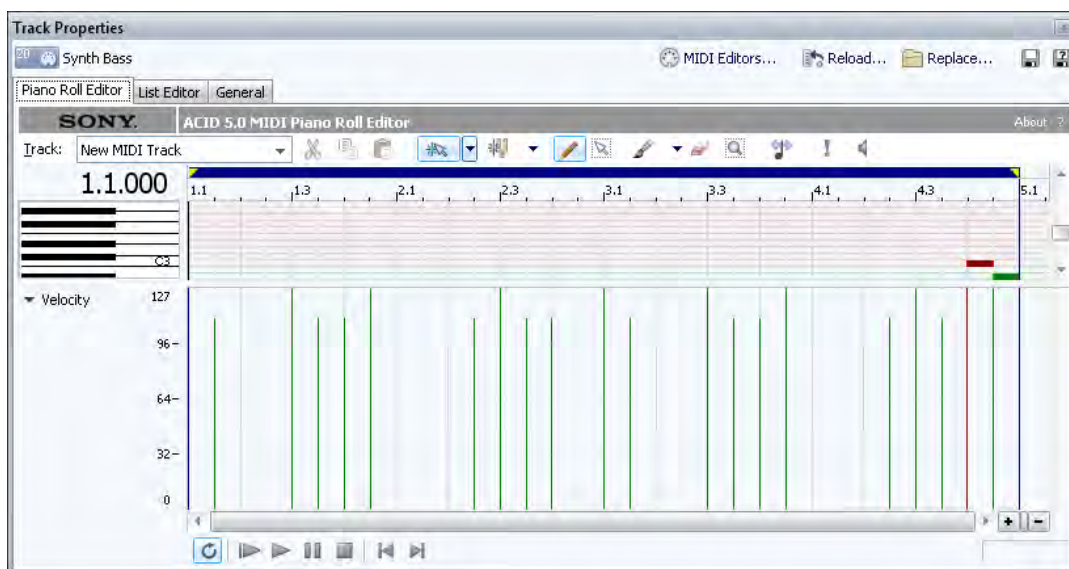 Track Properties
20 Synth Bass MIDI Editors... Reload... Replace...
Piano Roll Editor List Editor General
SONY. ACID 5.0 MIDI Piano Roll Editor About ?
Track: New MIDI Track
1.1.000 1.1 1.3 2.1 2.3 3.1 3.3 4.1 4.3 5.1
C3
Velocity 127
96
64
32
0